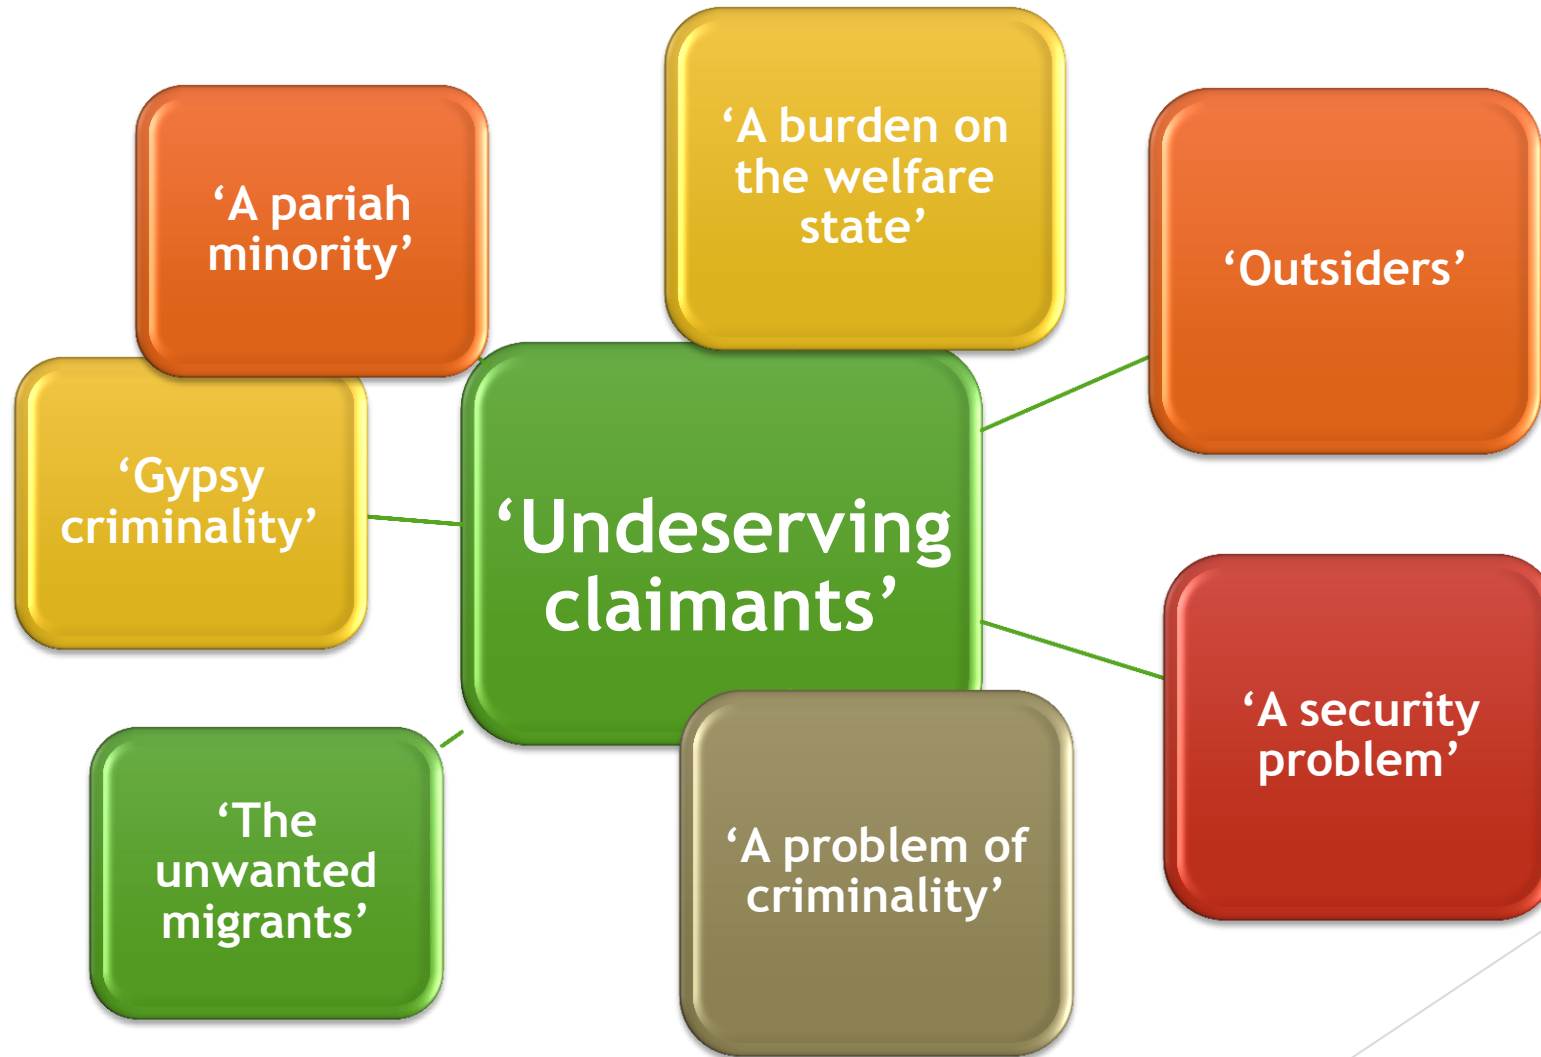 ‘A pariah
minority’
‘A burden on
the welfare
state’
‘Outsiders’
‘Gypsy
criminality’
‘Undeserving
claimants’
‘A security
problem’
‘The
unwanted
migrants’
‘A problem of
criminality’